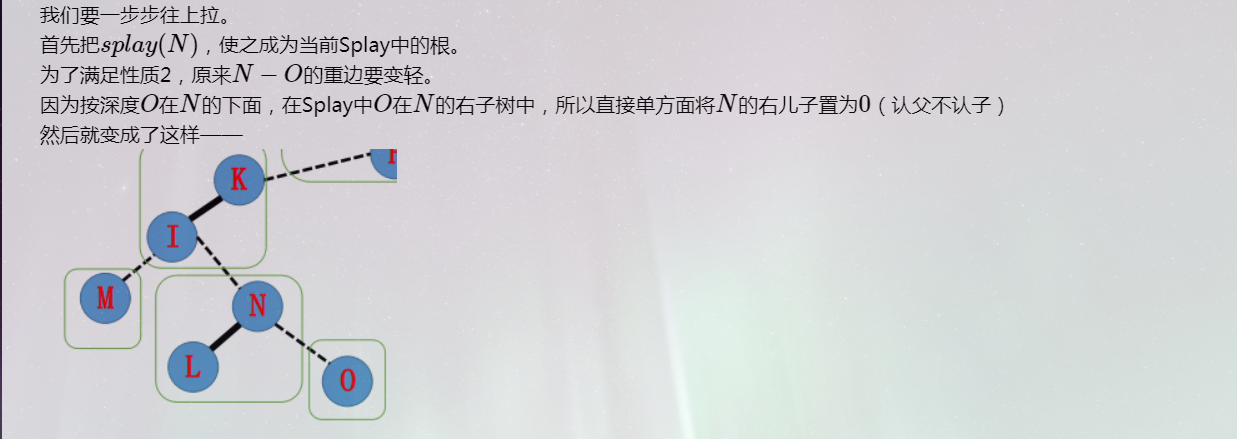 我们要一步步往上拉。
首先把splay(N)，使之成为当前Splay中的根。
为了满足性质2，原来N − O的重边要变轻。
因为按深度O在N的下面，在Splay中O在N的右子树中，所以直接单方面将N的右儿子置为0（认父不认子）
然后就变成了这样——
K
I
M
N
L
O